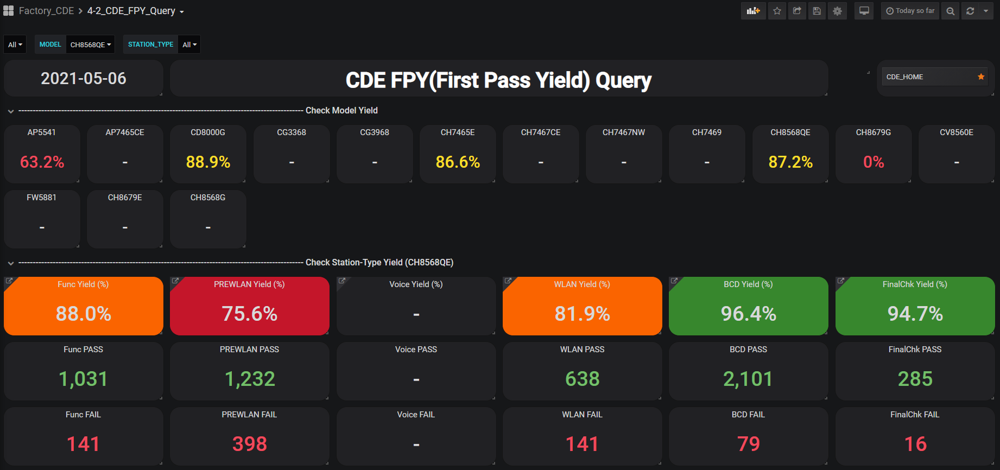 Factory_CDE > 4-2_CDE_FPY_Query
Today so far
All MODEL CH8568QE STATION_TYPE All
2021-05-06
CDE FPY(First Pass Yield) Query
CDE_HOME
Check Model Yield
AP5541 AP7465CE CD8000G CG3368 CG3968 CH7465E CH7467CE CH7467NW CH7469 CH8568QE CH8679G CV8560E
63.2% - 88.9% - - 86.6% - - - 87.2% 0% -
FW5881 CH8679E CH8568G
- - -
Check Station-Type Yield (CH8568QE)
Func Yield (%) PREWLAN Yield (%) Voice Yield (%) WLAN Yield (%) BCD Yield (%) FinalChk Yield (%)
88.0% 75.6% - 81.9% 96.4% 94.7%
Func PASS PREWLAN PASS Voice PASS WLAN PASS BCD PASS FinalChk PASS
1,031 1,232 - 638 2,101 285
Func FAIL PREWLAN FAIL Voice FAIL WLAN FAIL BCD FAIL FinalChk FAIL
141 398 - 141 79 16